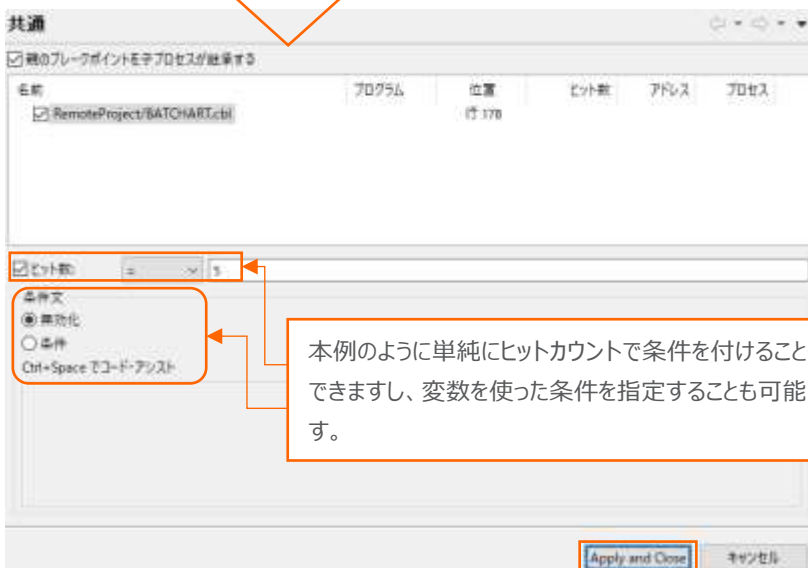 共通
親のブレークポイントを子プロセスが継承する
名前 プログラム 位置 ヒット数 アドレス プロセス
RemoteProject/BATCHART.cbl 行 178
ヒット数: = 5
条件文
無効化
条件
Ctrl+Space でコード・アシスト
本例のように単純にヒットカウントで条件を付けること
できますし、変数を使った条件を指定することも可能
す。
Apply and Close キャンセル